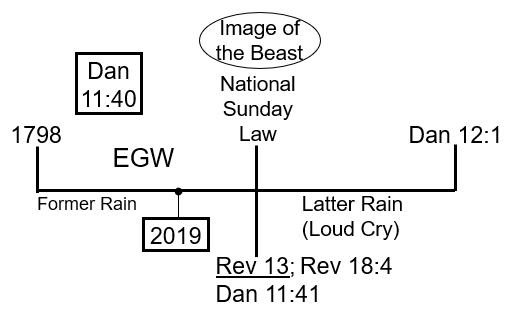 Image of
the Beast
Dan
11:40
National
Sunday
Law
1798
Dan 12:1
EGW
Former Rain
Latter Rain
(Loud Cry)
2019
Rev 13; Rev 18:4
Dan 11:41